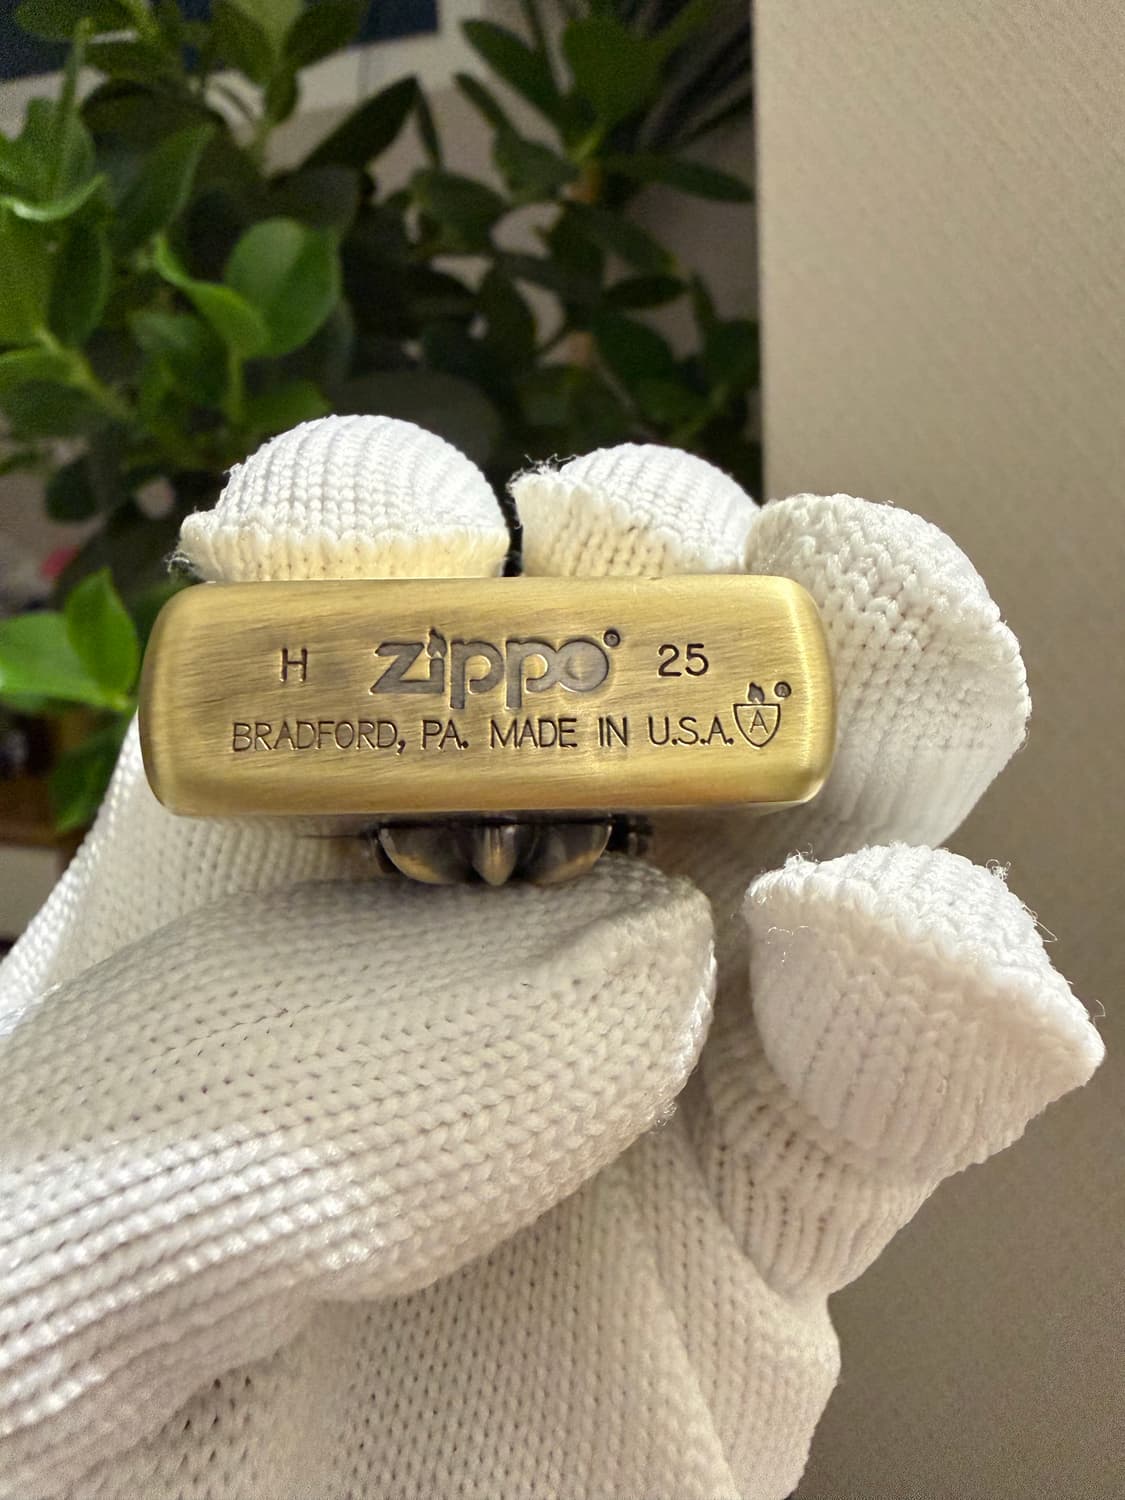 H zippo® 25
BRADFORD, PA. MADE IN U.S.A. A®